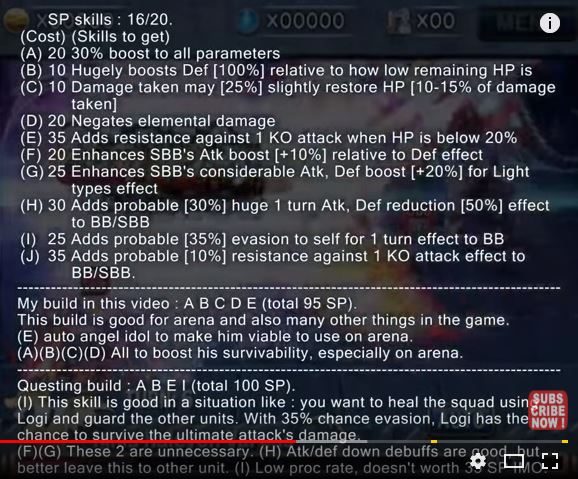 X00000
X00
MENU
i
SP skills : 16/20.
(Cost) (Skills to get)
(A) 20 30% boost to all parameters
(B) 10 Hugely boosts Def [100%] relative to how low remaining HP is
(C) 10 Damage taken may [25%] slightly restore HP [10-15% of damage
taken]
(D) 20 Negates elemental damage
(E) 35 Adds resistance against 1 KO attack when HP is below 20%
(F) 20 Enhances SBB's Atk boost [+10%] relative to Def effect
(G) 25 Enhances SBB's considerable Atk, Def boost [+20%] for Light
types effect
(H) 30 Adds probable [30%] huge 1 turn Atk, Def reduction [50%] effect
to BB/SBB
(I) 25 Adds probable [35%] evasion to self for 1 turn effect to BB
(J) 35 Adds probable [10%] resistance against 1 KO attack effect to
BB/SBB.
My build in this video : A B C D E (total 95 SP).
This build is good for arena and also many other things in the game.
(E) auto angel idol to make him viable to use on arena.
(A)(B)(C)(D) All to boost his survivability, especially on arena.
Questing build : A B E I (total 100 SP).
(I) This skill is good in a situation like : you want to heal the squad using
Logi and guard the other units. With 35% chance evasion, Logi has the
chance to survive the ultimate attack's damage.
(F)(G) These 2 are unnecessary. (H) Atk/def down debuffs are good, but
better leave this to other unit. (I) Low proc rate, doesn't worth 35 SP IMO.
SUBS
CRIBE
NOW !